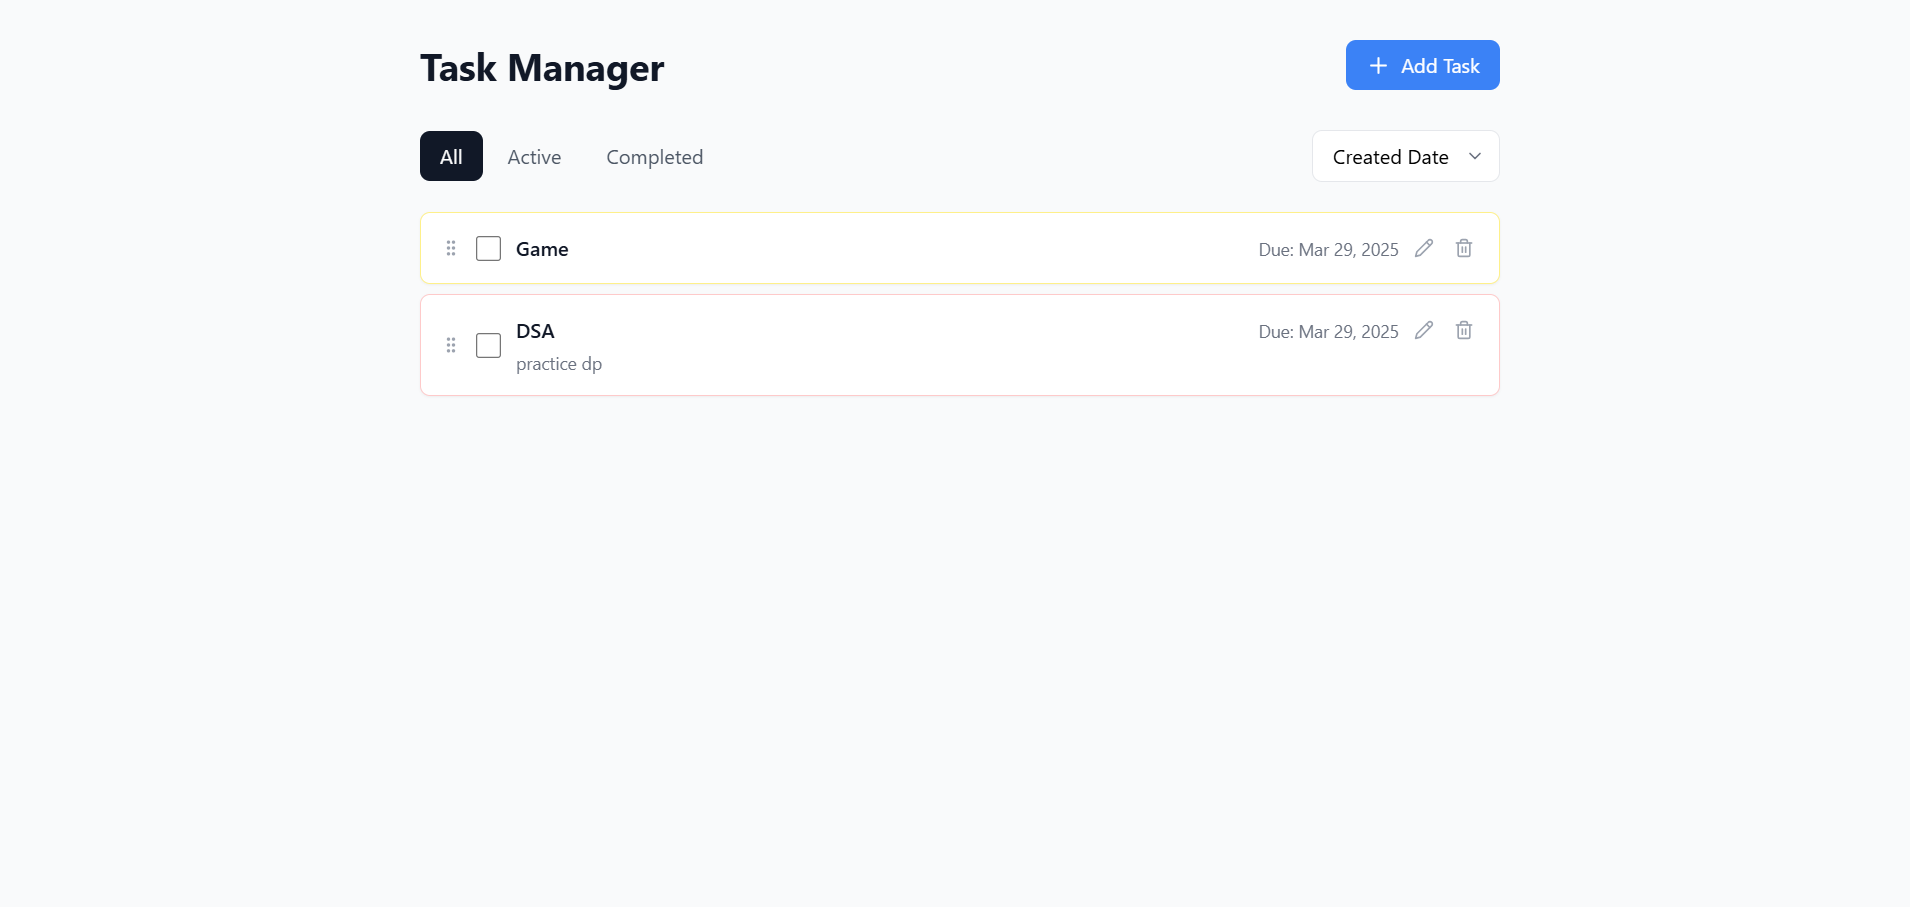 Task Manager
Add Task
All
Active
Completed
Created Date
Game
Due: Mar 29, 2025
DSA
Due: Mar 29, 2025
practice dp